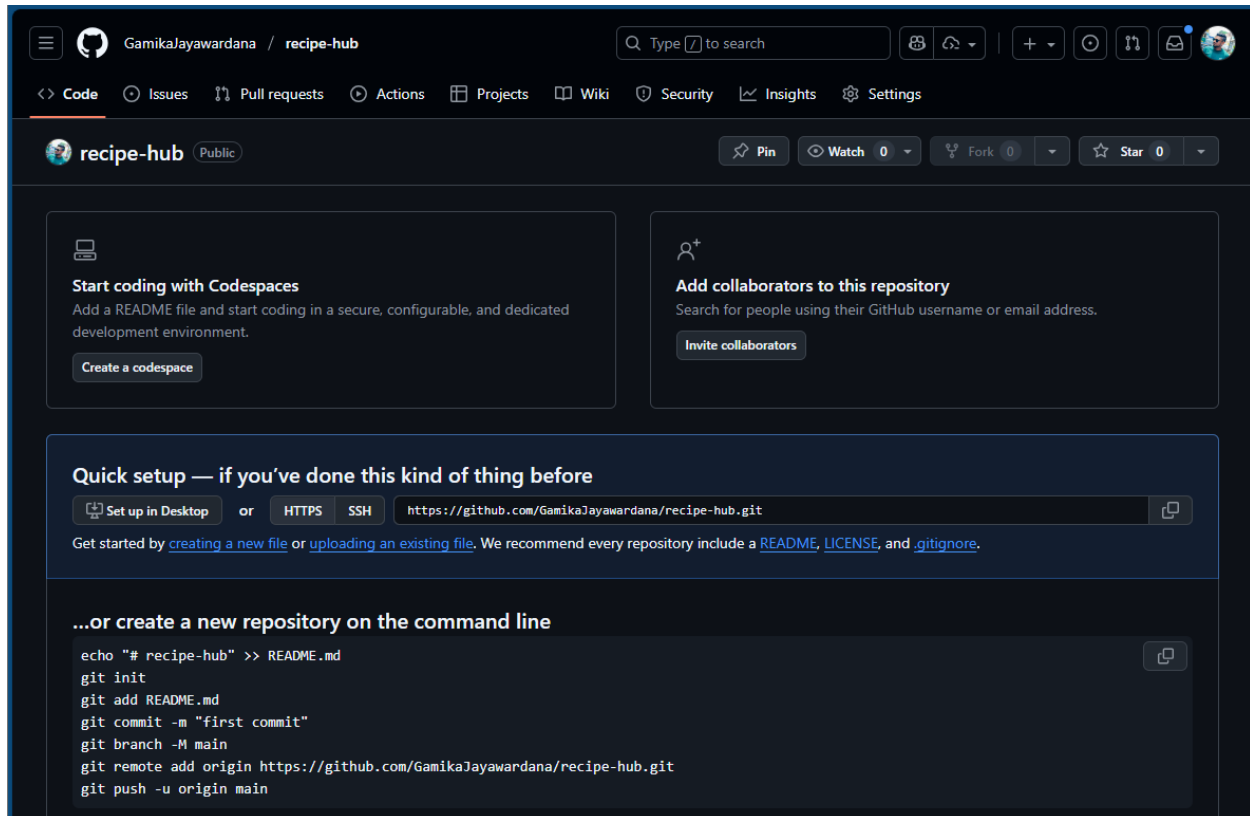 GamikaJayawardana / recipe-hub
Type / to search
Code Issues Pull requests Actions Projects Wiki Security Insights Settings
recipe-hub Public
Pin Watch 0 Fork 0 Star 0
Start coding with Codespaces
Add a README file and start coding in a secure, configurable, and dedicated
development environment.
Create a codespace
Add collaborators to this repository
Search for people using their GitHub username or email address.
Invite collaborators
Quick setup — if you’ve done this kind of thing before
Set up in Desktop or HTTPS SSH https://github.com/GamikaJayawardana/recipe-hub.git
Get started by creating a new file or uploading an existing file. We recommend every repository include a README, LICENSE, and .gitignore.
...or create a new repository on the command line
echo "# recipe-hub" >> README.md
git init
git add README.md
git commit -m "first commit"
git branch -M main
git remote add origin https://github.com/GamikaJayawardana/recipe-hub.git
git push -u origin main